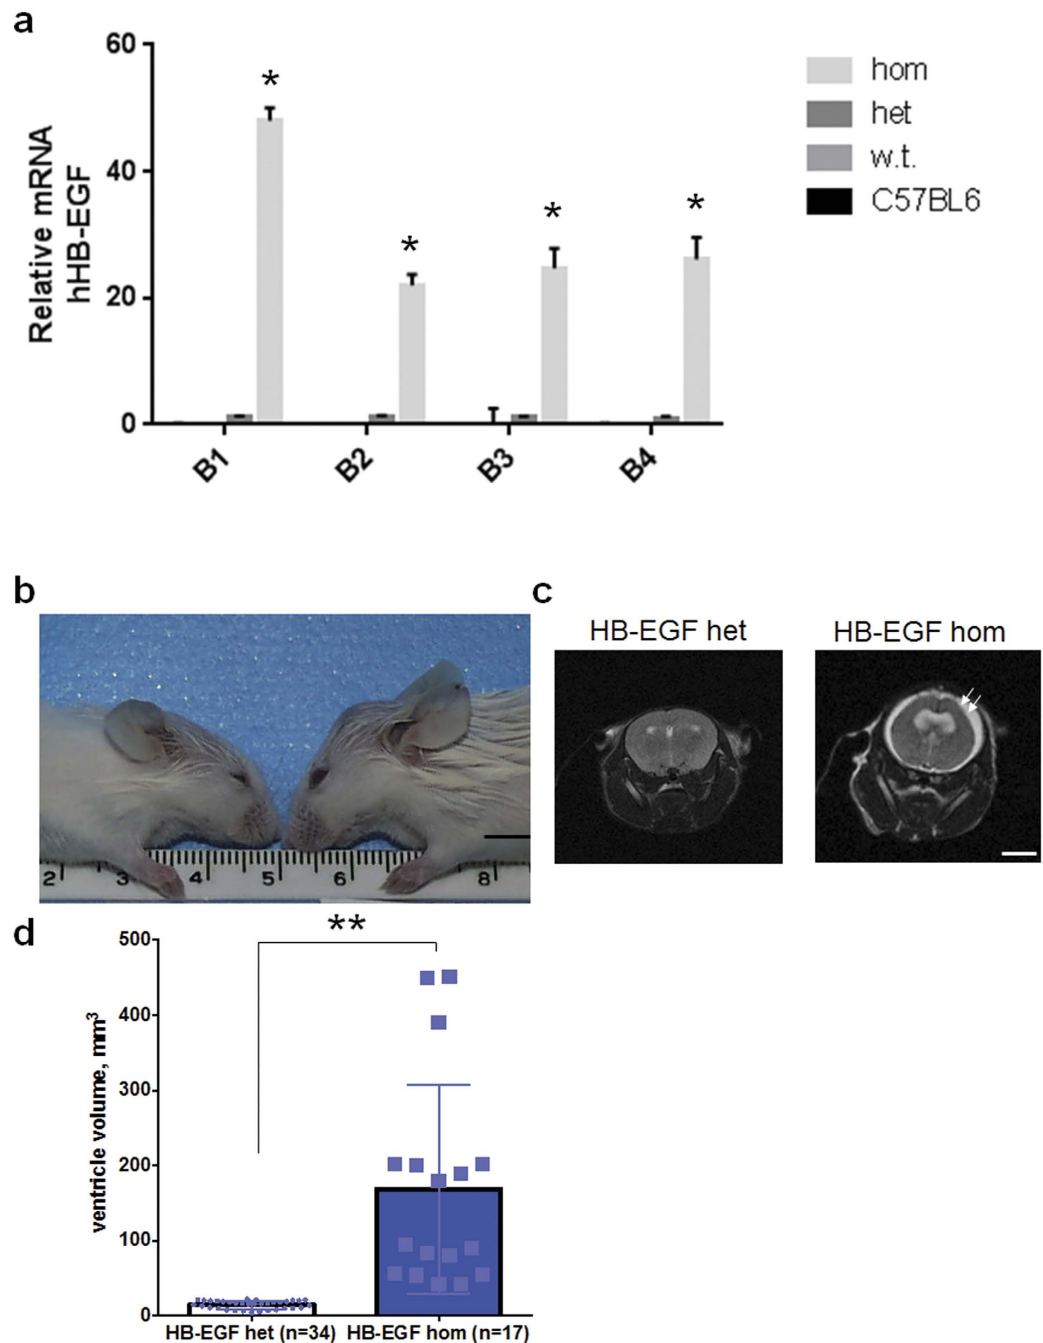 a
60
40
20
0
Relative mRNA
hHB-EGF
*
*
*
*
B1
B2
B3
B4
hom
het
w.t.
C57BL6
b
2 3 4 5 6 8
c
HB-EGF het
HB-EGF hom
d
**
500
400
300
200
100
0
ventricle volume, mm³
HB-EGF het (n=34) HB-EGF hom (n=17)